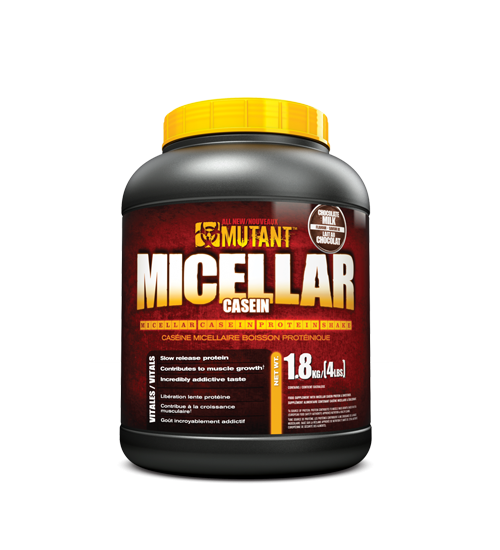 ALL NEW/NOUVEAUX
MUTANT™
CHOCOLATE
MILK
LAIT AU
CHOCOLAT
MICELLAR
CASEIN
MICELLAR CASEIN PROTEIN SHAKE
CASÉINE MICELLAIRE BOISSON PROTÉINIQUE
VITALES / VITALS
Slow release protein
Contributes to muscle growth†
Incredibly addictive taste
Libération lente protéine
Contribue à la croissance
musculaire†
Goût incroyablement addictif
NET WT.
1.8KG/[4LBS.]